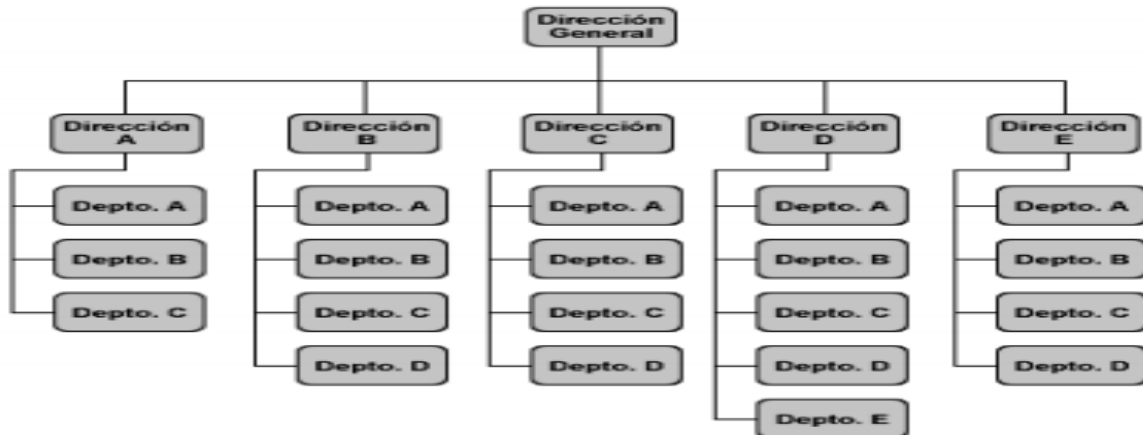 Dirección
General
Dirección
A
Dirección
B
Dirección
C
Dirección
D
Dirección
E
Depto. A
Depto. B
Depto. C
Depto. A
Depto. B
Depto. C
Depto. D
Depto. A
Depto. B
Depto. C
Depto. D
Depto. A
Depto. B
Depto. C
Depto. D
Depto. E
Depto. A
Depto. B
Depto. C
Depto. D